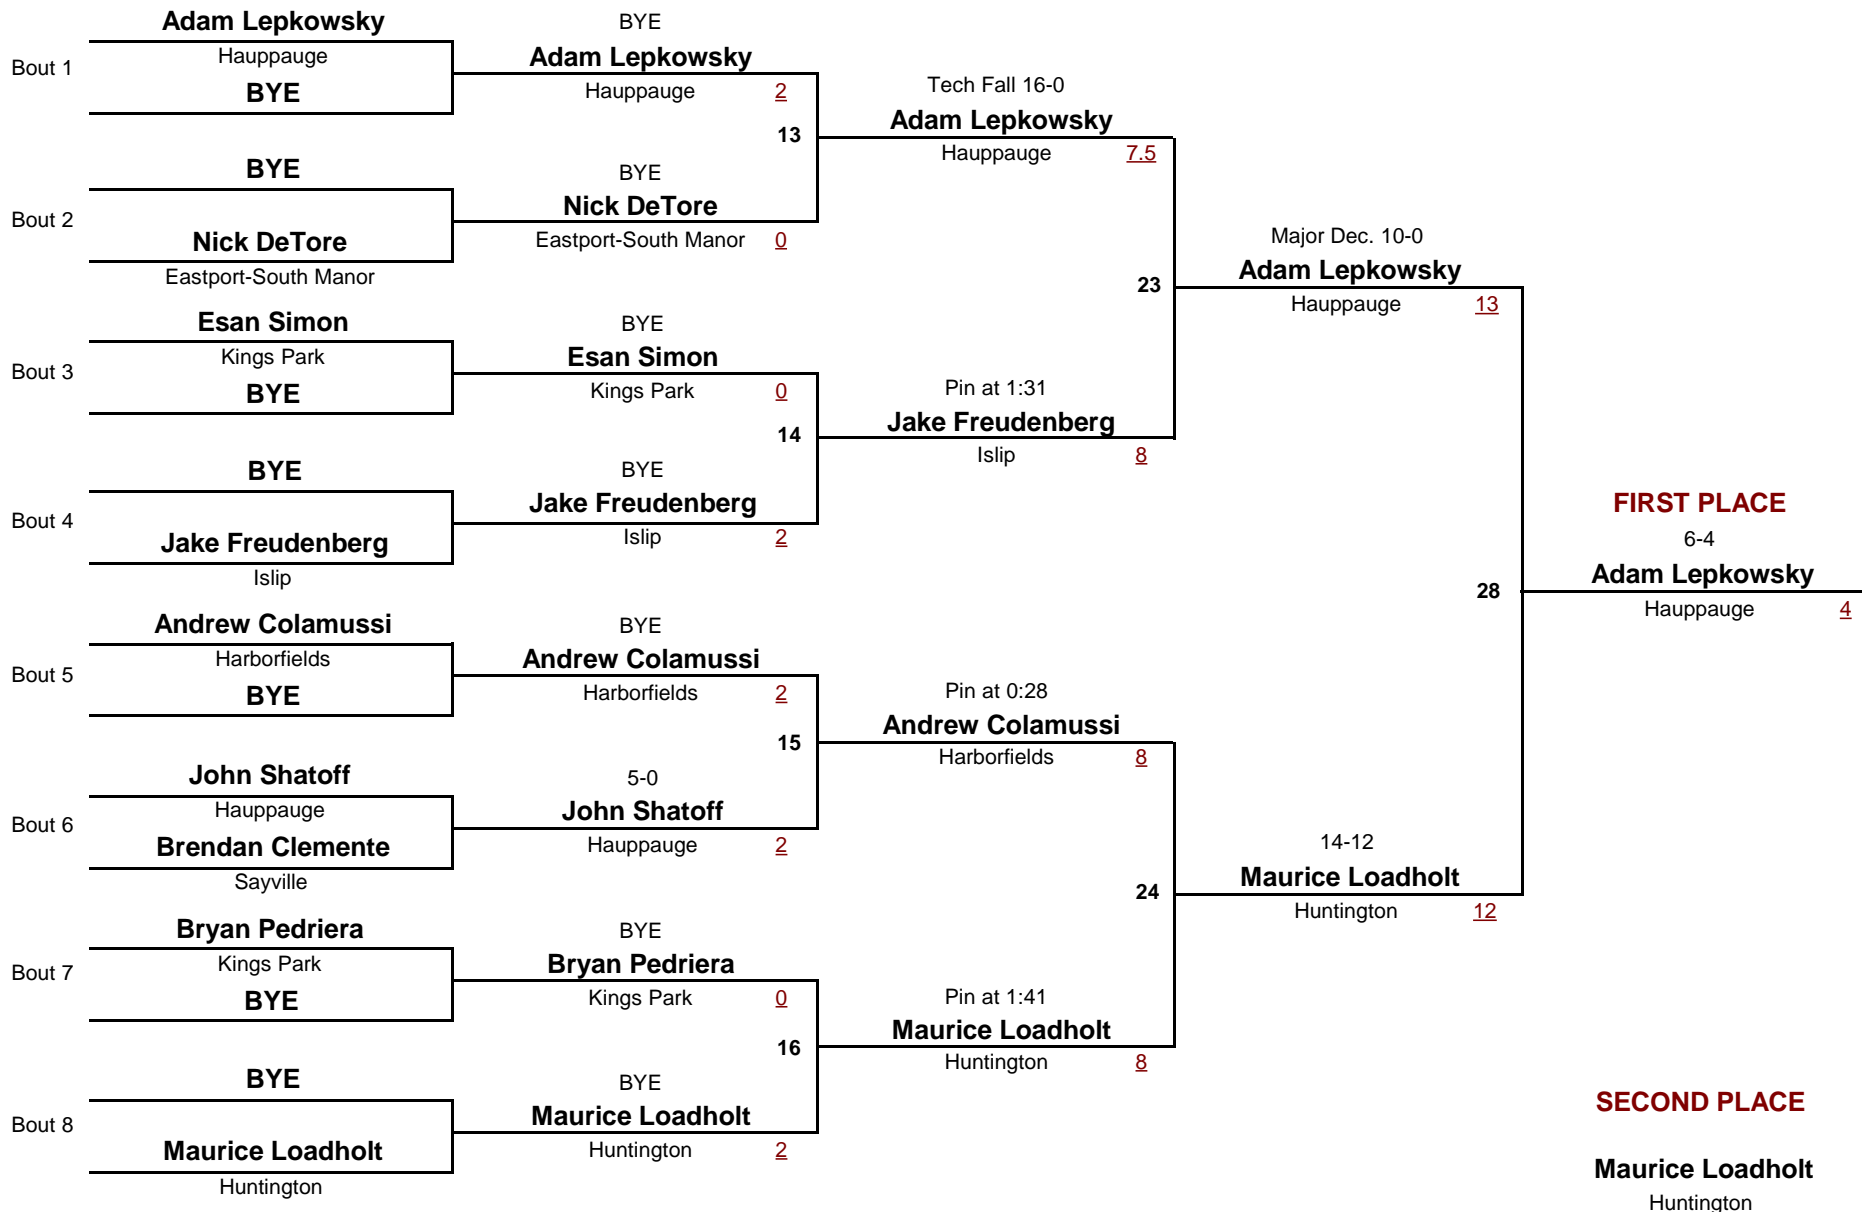 Bout 1
Adam Lepkowsky
Hauppauge
BYE
Bout 2
BYE
Nick DeTore
Eastport-South Manor
Bout 3
Esan Simon
Kings Park
BYE
Bout 4
BYE
Jake Freudenberg
Islip
Bout 5
Andrew Colamussi
Harborfields
BYE
Bout 6
John Shatoff
Hauppauge
Brendan Clemente
Sayville
Bout 7
Bryan Pedriera
Kings Park
BYE
Bout 8
BYE
Maurice Loadholt
Huntington
BYE
Adam Lepkowsky
Hauppauge 2
13
BYE
Nick DeTore
Eastport-South Manor 0
BYE
Esan Simon
Kings Park 0
14
BYE
Jake Freudenberg
Islip 2
BYE
Andrew Colamussi
Harborfields 2
15
5-0
John Shatoff
Hauppauge 2
BYE
Bryan Pedriera
Kings Park 0
16
BYE
Maurice Loadholt
Huntington 2
Tech Fall 16-0
Adam Lepkowsky
Hauppauge 7.5
23
Pin at 1:31
Jake Freudenberg
Islip 8
Pin at 0:28
Andrew Colamussi
Harborfields 8
24
Pin at 1:41
Maurice Loadholt
Huntington 8
Major Dec. 10-0
Adam Lepkowsky
Hauppauge 13
28
14-12
Maurice Loadholt
Huntington 12
FIRST PLACE
6-4
Adam Lepkowsky
Hauppauge 4
SECOND PLACE
Maurice Loadholt
Huntington